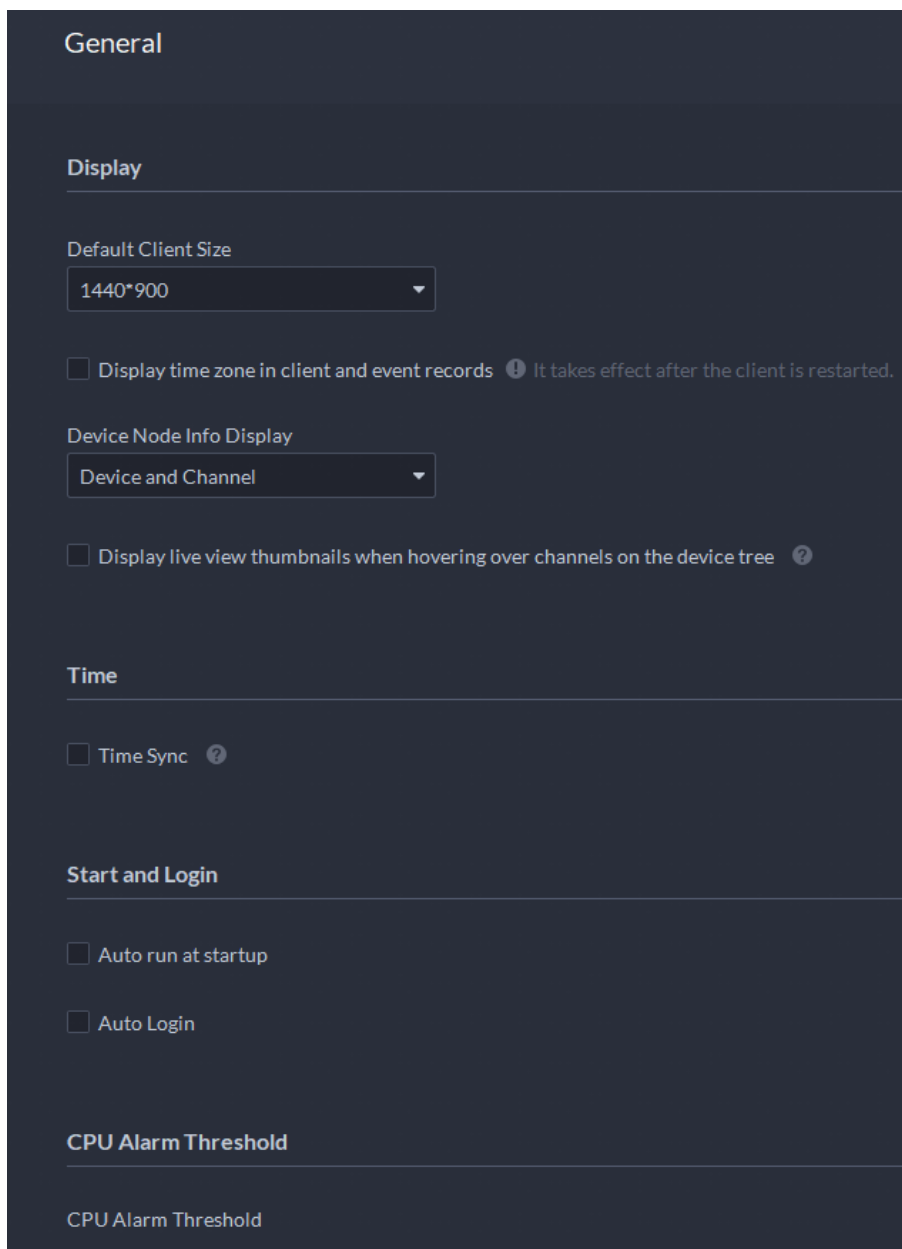 General
Display
Default Client Size
1440*900
Display time zone in client and event records It takes effect after the client is restarted.
Device Node Info Display
Device and Channel
Display live view thumbnails when hovering over channels on the device tree
Time
Time Sync
Start and Login
Auto run at startup
Auto Login
CPU Alarm Threshold
CPU Alarm Threshold